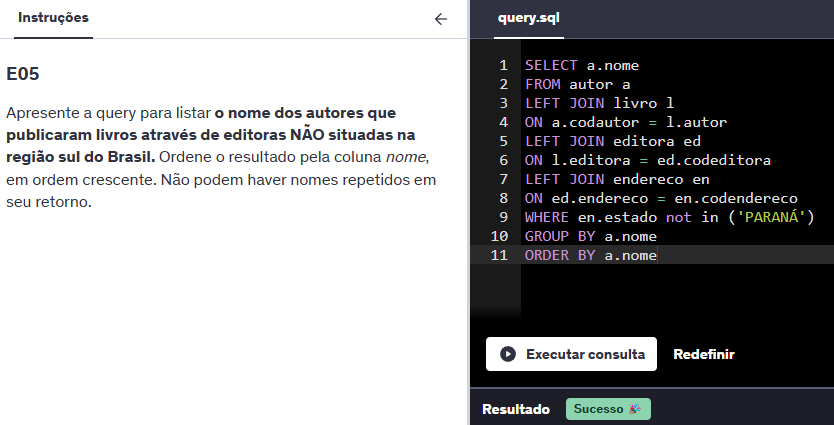 Instruções
←
E05
Apresente a query para listar o nome dos autores que
publicaram livros através de editoras NÃO situadas na
região sul do Brasil. Ordene o resultado pela coluna nome,
em ordem crescente. Não podem haver nomes repetidos em
seu retorno.
query.sql
1 SELECT a.nome
2 FROM autor a
3 LEFT JOIN livro l
4 ON a.codautor = l.autor
5 LEFT JOIN editora ed
6 ON l.editora = ed.codeditora
7 LEFT JOIN endereco en
8 ON ed.endereco = en.codendereco
9 WHERE en.estado not in ('PARANÁ')
10 GROUP BY a.nome
11 ORDER BY a.nome
Executar consulta Redefinir
Resultado Sucesso 🎉